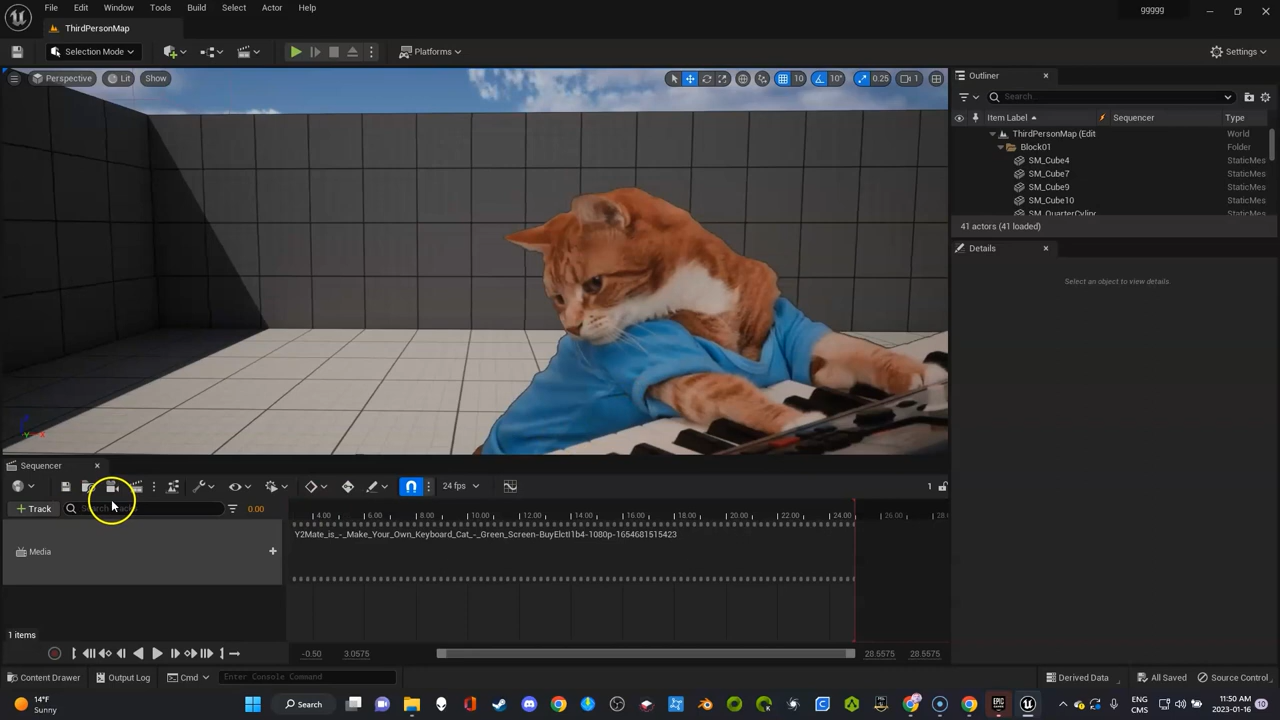 File Edit Window Tools Build Select Actor Help
99999
ThirdPersonMap
Selection Mode
Platforms
Settings
Perspective Lit Show
10 10° 0.25 1
Outliner
Search...
Item Label Sequencer Type
ThirdPersonMap (Edit World
Block01 Folder
SM_Cube4 StaticMes
SM_Cube7 StaticMes
SM_Cube9 StaticMes
SM_Cube10 StaticMes
SM_QuarterCylin StaticMes
41 actors (41 loaded)
Details
Select an object to view details.
Sequencer
24 fps
1
Track
0.00
4.00 6.00 8.00 10.00 12.00 14.00 16.00 18.00 20.00 22.00 24.00 26.00
Y2Mate_is_-_Make_Your_Own_Keyboard_Cat_-_Green_Screen-BuyElctI1b4-1080p-1654681515423
Media
1 items
-0.50 3.0575 28.5575 28.5575
Content Drawer Output Log Cmd Enter Console Command Derived Data All Saved Source Control
14°F
Sunny
Search
ENG
CMS
11:50 AM
2023-01-16